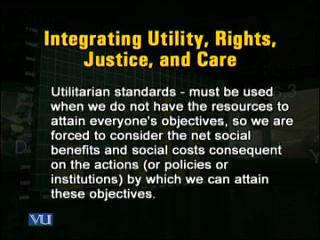 Integrating Utility, Rights,
Justice, and Care
Utilitarian standards - must be used
when we do not have the resources to
attain everyone's objectives, so we are
forced to consider the net social
benefits and social costs consequent
on the actions (or policies or
institutions) by which we can attain
these objectives.
VU